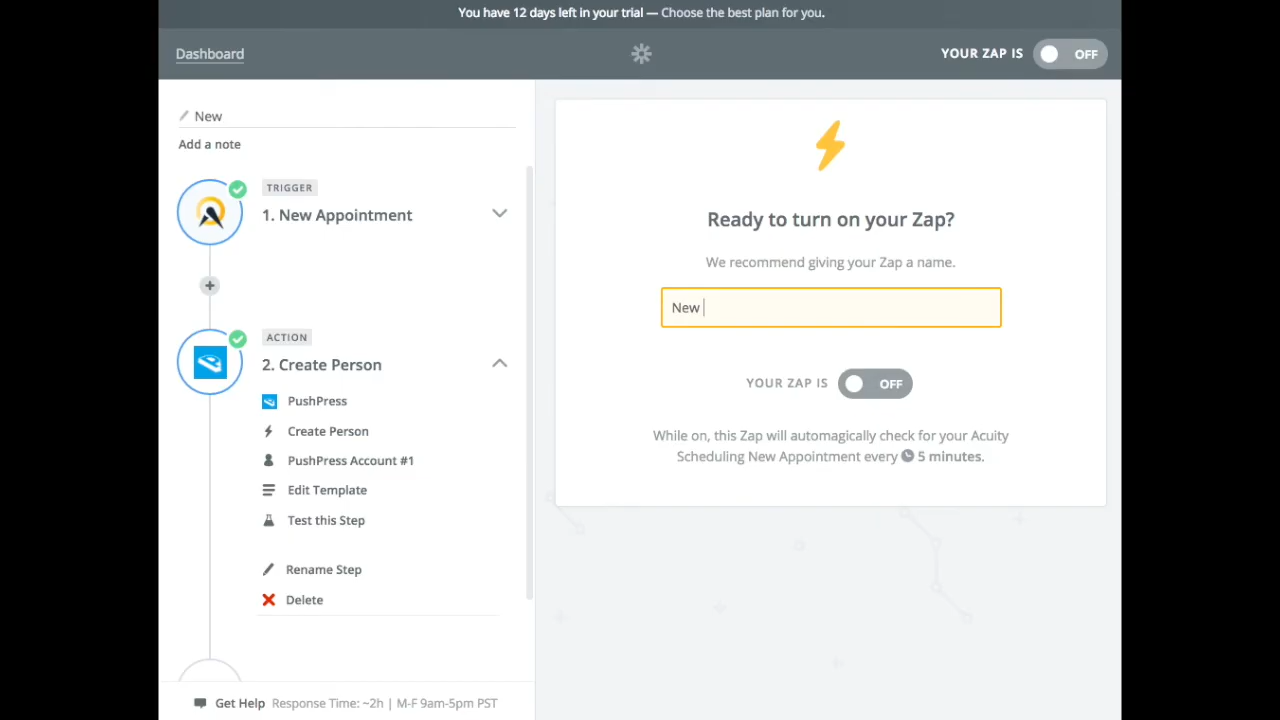 You have 12 days left in your trial — Choose the best plan for you.
Dashboard
YOUR ZAP IS OFF
New
Add a note
TRIGGER
1. New Appointment
ACTION
2. Create Person
PushPress
Create Person
PushPress Account #1
Edit Template
Test this Step
Rename Step
Delete
Get Help Response Time: ~2h | M-F 9am-5pm PST
Ready to turn on your Zap?
We recommend giving your Zap a name.
New
YOUR ZAP IS OFF
While on, this Zap will automagically check for your Acuity
Scheduling New Appointment every 5 minutes.